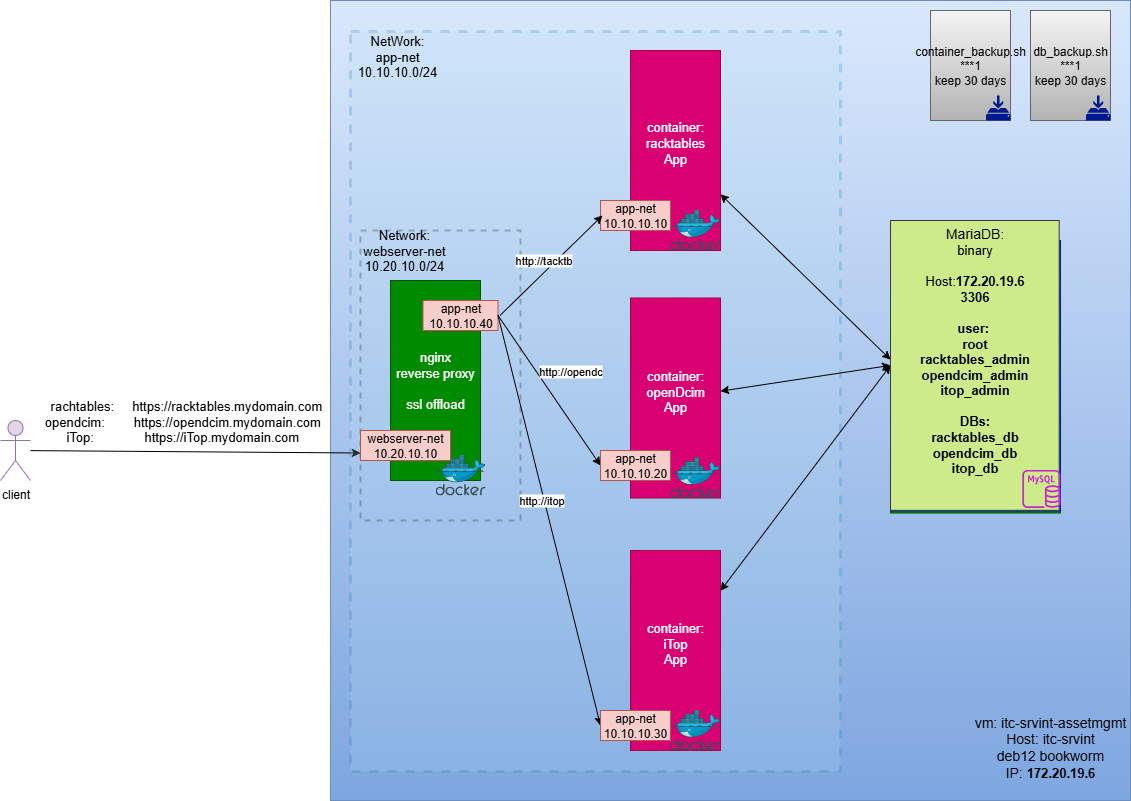 NetWork:
app-net
10.10.10.0/24
container_backup.sh
***1
keep 30 days
db_backup.sh
***1
keep 30 days
container:
racktables
App
app-net
10.10.10.10
docker
Network:
webserver-net
10.20.10.0/24
app-net
10.10.10.40
nginx
reverse proxy
ssl offload
webserver-net
10.20.10.10
docker
http://tacktb
http://opendc
http://itop
container:
openDcim
App
app-net
10.10.10.20
docker
container:
iTop
App
app-net
10.10.10.30
docker
MariaDB:
binary
Host:172.20.19.6
3306
user:
root
racktables_admin
opendcim_admin
itop_admin
DBs:
racktables_db
opendcim_db
itop_db
MySQL
rachtables: https://racktables.mydomain.com
opendcim: https://opendcim.mydomain.com
iTop: https://iTop.mydomain.com
client
vm: itc-srvint-assetmgmt
Host: itc-srvint
deb12 bookworm
IP: 172.20.19.6